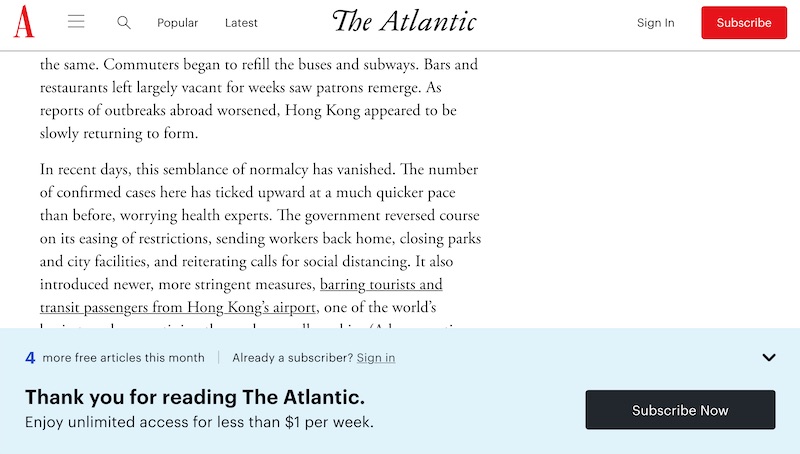 A
Popular
Latest
The Atlantic
Sign In
Subscribe
the same. Commuters began to refill the buses and subways. Bars and
restaurants left largely vacant for weeks saw patrons remerge. As
reports of outbreaks abroad worsened, Hong Kong appeared to be
slowly returning to form.
In recent days, this semblance of normalcy has vanished. The number
of confirmed cases here has ticked upward at a much quicker pace
than before, worrying health experts. The government reversed course
on its easing of restrictions, sending workers back home, closing parks
and city facilities, and reiterating calls for social distancing. It also
introduced newer, more stringent measures, barring tourists and
transit passengers from Hong Kong’s airport, one of the world’s
4 more free articles this month
Already a subscriber? Sign in
Thank you for reading The Atlantic.
Enjoy unlimited access for less than $1 per week.
Subscribe Now